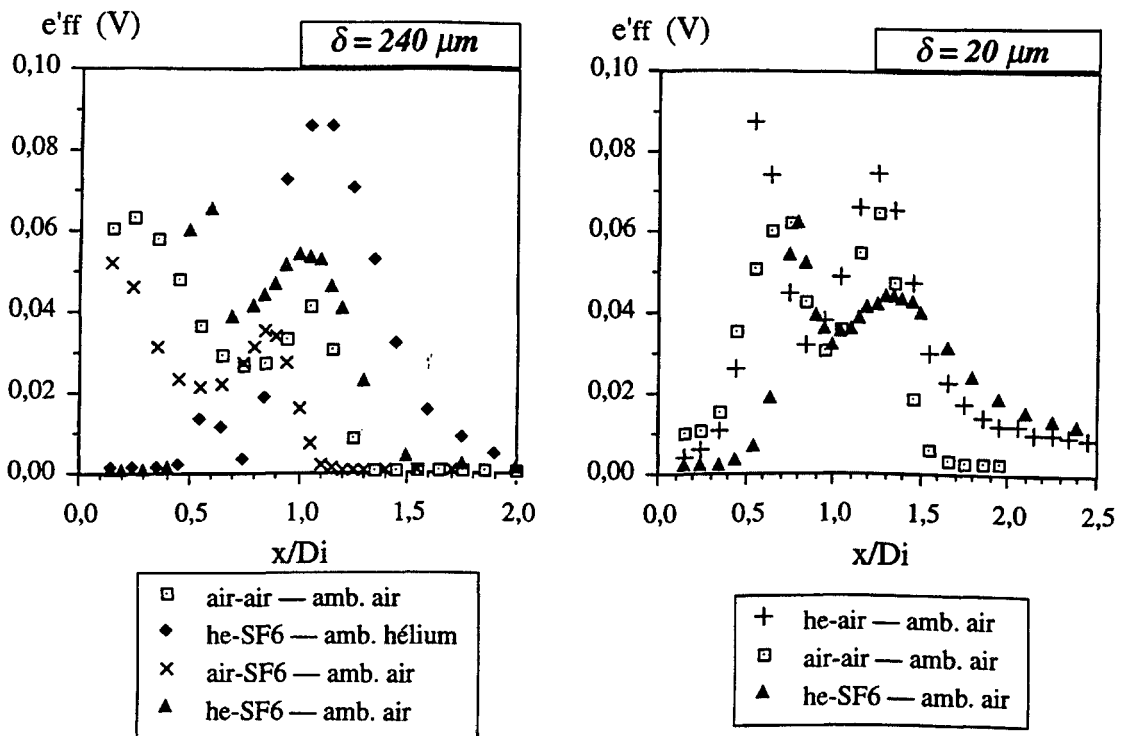 e'ff (V)
δ = 240 μm
0,10
0,08
0,06
0,04
0,02
0,00
0,0 0,5 1,0 1,5 2,0
x/Di
air-air — amb. air
he-SF6 — amb. hélium
air-SF6 — amb. air
he-SF6 — amb. air
e'ff (V)
δ = 20 μm
0,10
0,08
0,06
0,04
0,02
0,00
0,0 0,5 1,0 1,5 2,0 2,5
x/Di
he-air — amb. air
air-air — amb. air
he-SF6 — amb. air